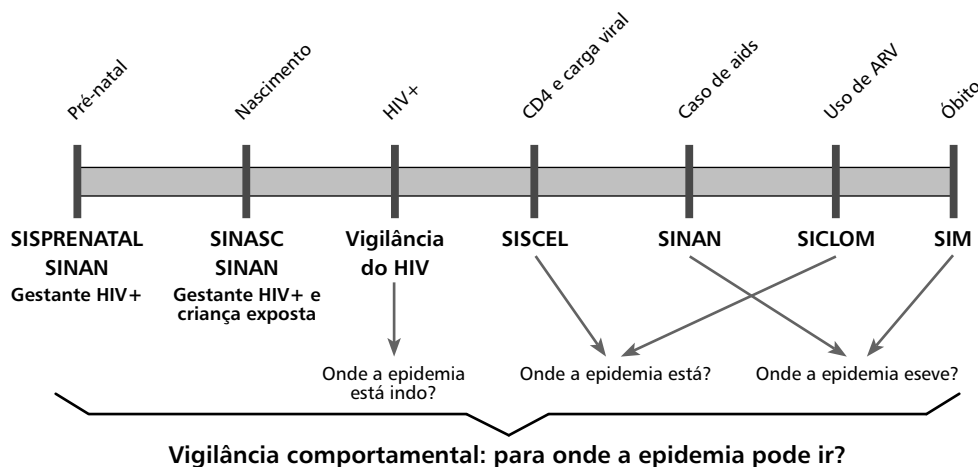 Pré-natal
Nascimento
HIV+
CD4 e carga viral
Caso de aids
Uso de ARV
Óbito
SISPRENATAL
SINAN
Gestante HIV+
SINASC
SINAN
Gestante HIV+ e
criança exposta
Vigilância
do HIV
SISCEL
SINAN
SICLOM
SIM
Onde a epidemia
está indo?
Onde a epidemia está?
Onde a epidemia eseve?
Vigilância comportamental: para onde a epidemia pode ir?